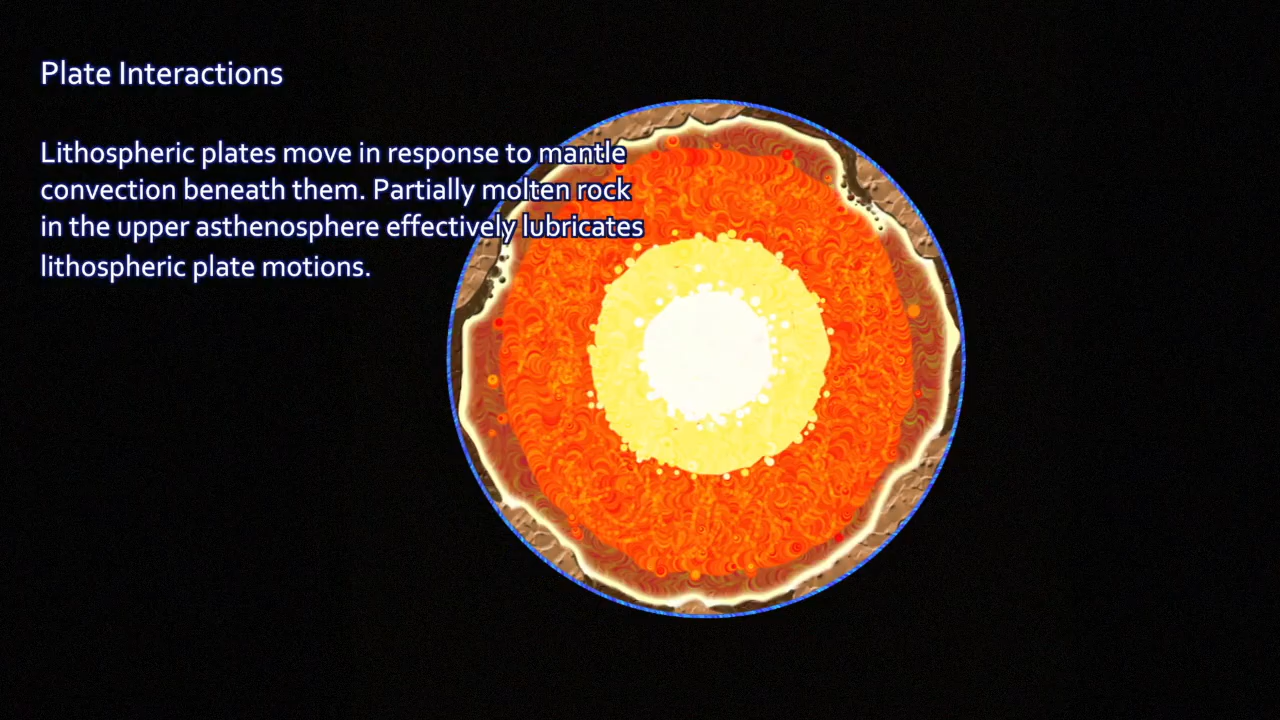 Plate Interactions
Lithospheric plates move in response to mantle
convection beneath them. Partially molten rock
in the upper asthenosphere effectively lubricates
lithospheric plate motions.